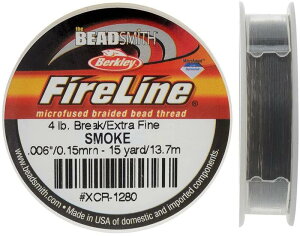 the BEADSMITH
Berkley
FireLine
microfused braided bead thread
4 lb. Break/Extra Fine
SMOKE
.006"/0.15mm - 15 yard/13.7m
#XCR-1280
www.beadsmith.com
Made in USA of domestic and imported components.